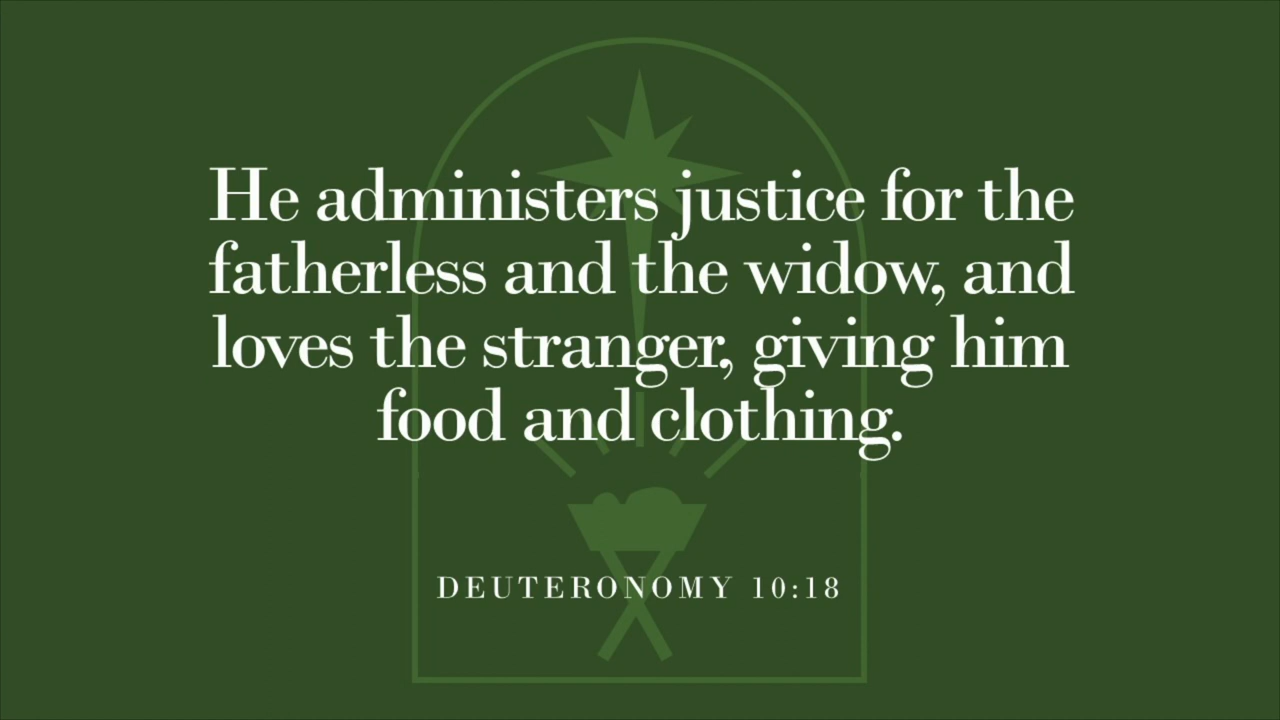 He administers justice for the
fatherless and the widow, and
loves the stranger, giving him
food and clothing.
DEUTERONOMY 10:18